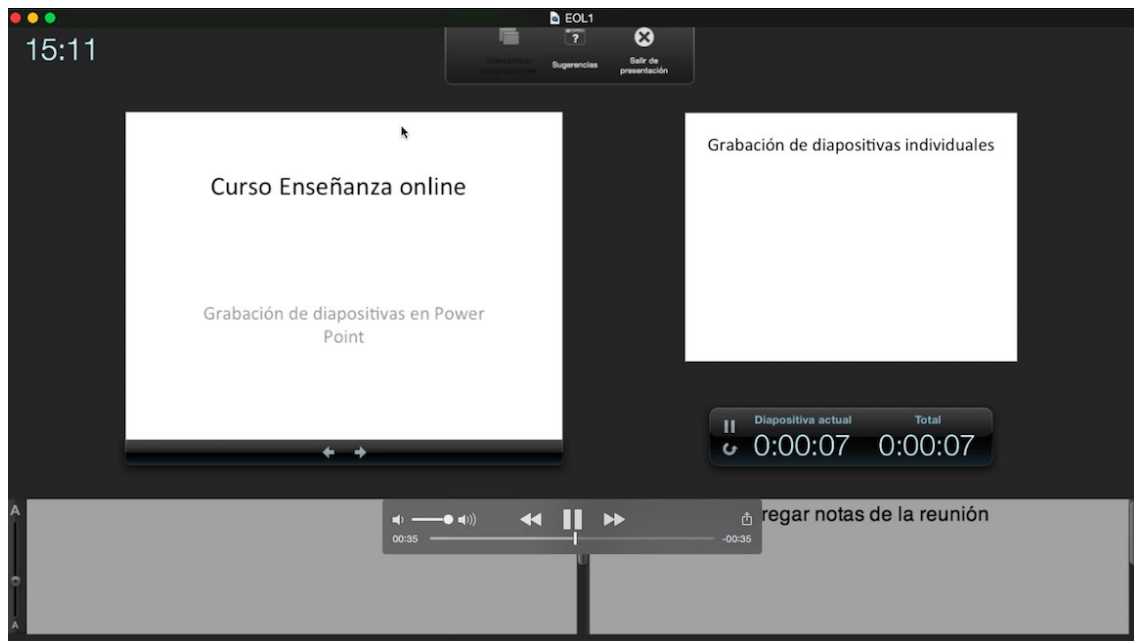 EOL1
15:11
Intercambiar
visualizaciones
Sugerencias
Salir de
presentación
Curso Enseñanza online
Grabación de diapositivas en Power
Point
Grabación de diapositivas individuales
Diapositiva actual
Total
0:00:07
0:00:07
A
00:35
-00:35
regar notas de la reunión
A